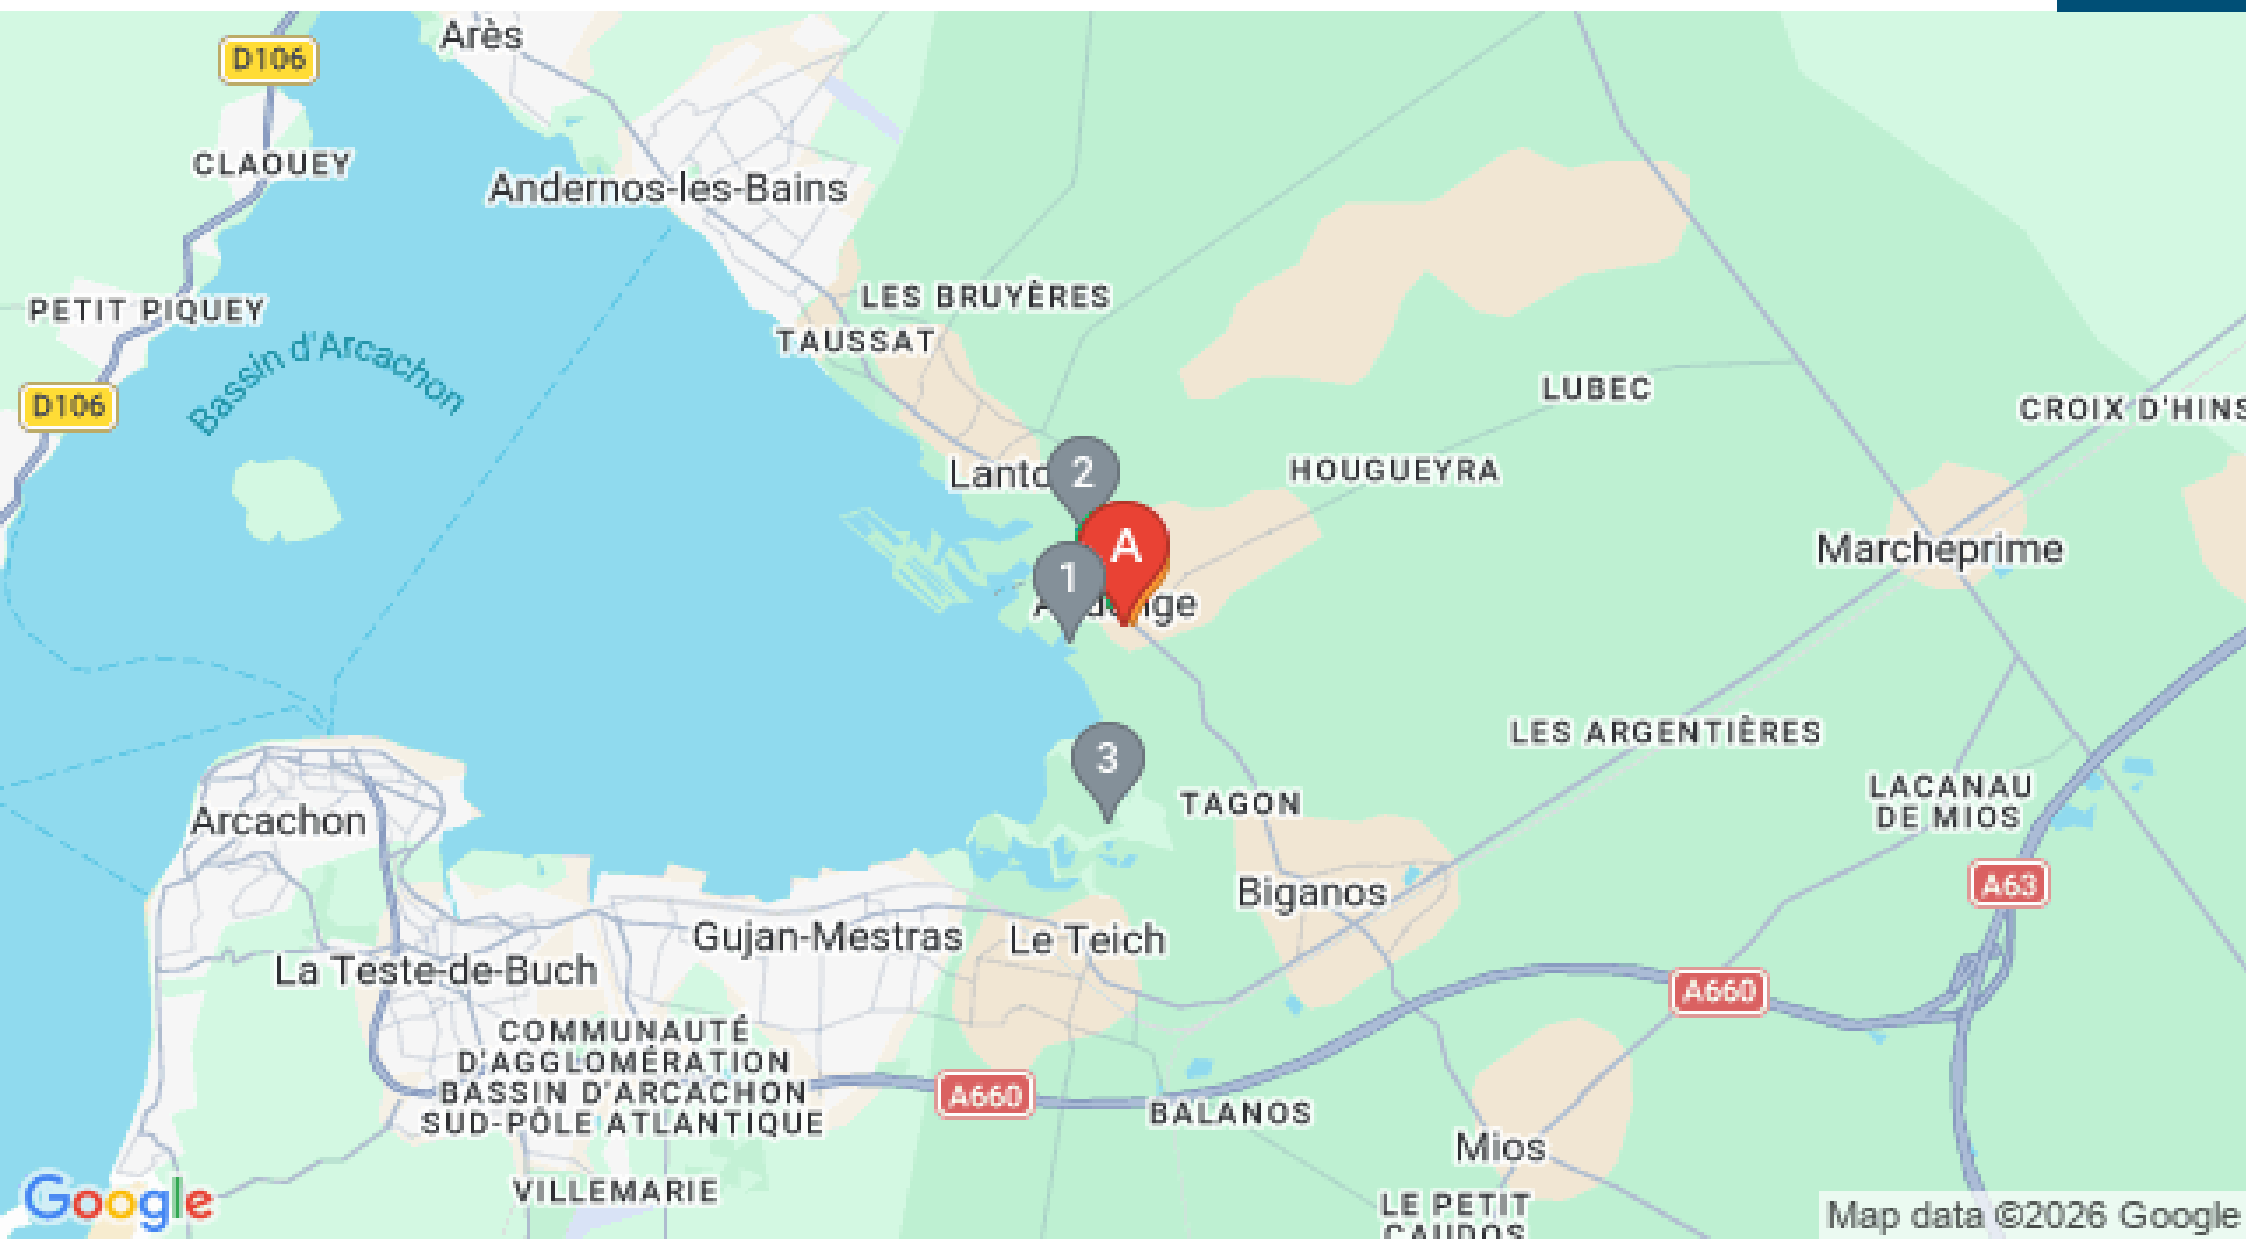 Arès
D106
CLAOUEY
Andernos-les-Bains
LES BRUYÈRES
PETIT PIQUEY
TAUSSAT
Bassin d'Arcachon
D106
LUBEC
CROIX D'HINS
HOUGUEYRA
2
A
1
Marcheprime
3
LES ARGENTIÈRES
TAGON
LACANAU
DE MIOS
Arcachon
A63
Biganos
Gujan-Mestras
Le Teich
La Teste-de-Buch
A660
COMMUNAUTÉ
D'AGGLOMÉRATION
BASSIN D'ARCACHON
SUD-PÔLE ATLANTIQUE
A660
BALANOS
Mios
VILLEMARIE
LE PETIT
CAUDOS
Google
Map data ©2026 Google